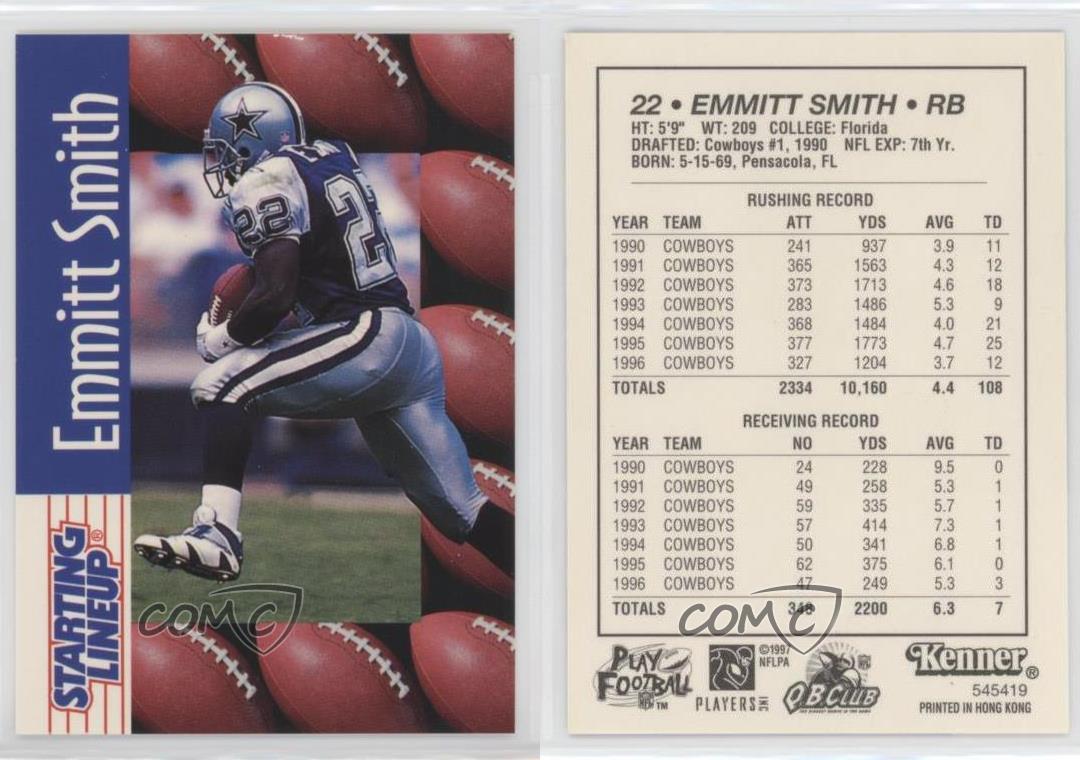 Emmitt Smith
STARTING
LINEUP®
22
22
COMC
22 • EMMITT SMITH • RB
HT: 5'9" WT: 209 COLLEGE: Florida
DRAFTED: Cowboys #1, 1990 NFL EXP: 7th Yr.
BORN: 5-15-69, Pensacola, FL
RUSHING RECORD
YEAR TEAM ATT YDS AVG TD
1990 COWBOYS 241 937 3.9 11
1991 COWBOYS 365 1563 4.3 12
1992 COWBOYS 373 1713 4.6 18
1993 COWBOYS 283 1486 5.3 9
1994 COWBOYS 368 1484 4.0 21
1995 COWBOYS 377 1773 4.7 25
1996 COWBOYS 327 1204 3.7 12
TOTALS 2334 10,160 4.4 108
RECEIVING RECORD
YEAR TEAM NO YDS AVG TD
1990 COWBOYS 24 228 9.5 0
1991 COWBOYS 49 258 5.3 1
1992 COWBOYS 59 335 5.7 1
1993 COWBOYS 57 414 7.3 1
1994 COWBOYS 50 341 6.8 1
1995 COWBOYS 62 375 6.1 0
1996 COWBOYS 47 249 5.3 3
TOTALS 348 2200 6.3 7
COMC
PLAY
FOOTBALL
NFL ™
PLAYERS INC
©1997
NFLPA
QB CLUB
Kenner®
545419
PRINTED IN HONG KONG